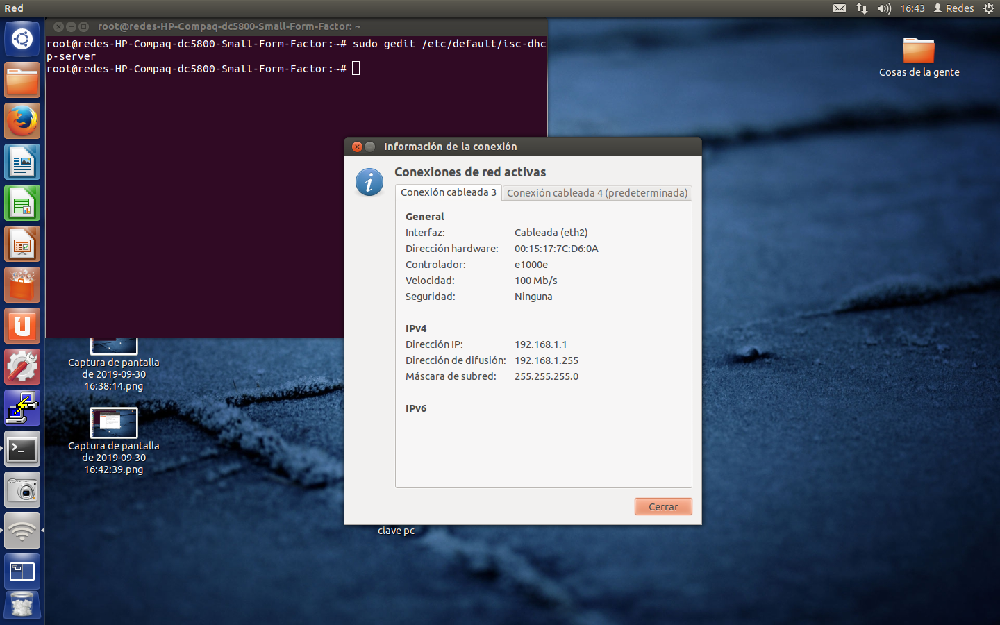 Red
16:43
Redes
root@redes-HP-Compaq-dc5800-Small-Form-Factor: ~
root@redes-HP-Compaq-dc5800-Small-Form-Factor:~# sudo gedit /etc/default/isc-dhc
p-server
root@redes-HP-Compaq-dc5800-Small-Form-Factor:~#
Cosas de la gente
Información de la conexión
Conexiones de red activas
Conexión cableada 3
Conexión cableada 4 (predeterminada)
General
Interfaz: Cableada (eth2)
Dirección hardware: 00:15:17:7C:D6:0A
Controlador: e1000e
Velocidad: 100 Mb/s
Seguridad: Ninguna
IPv4
Dirección IP: 192.168.1.1
Dirección de difusión: 192.168.1.255
Máscara de subred: 255.255.255.0
IPv6
Cerrar
Captura de pantalla
de 2019-09-30
16:38:14.png
Captura de pantalla
de 2019-09-30
16:42:39.png
clave pc